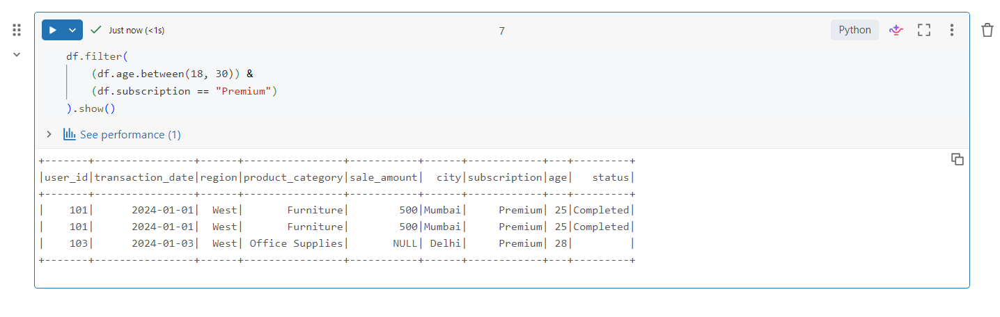 Just now (<1s)
7
Python
df.filter(
    (df.age.between(18, 30)) &
    (df.subscription == "Premium")
).show()
See performance (1)
+-------+----------------+------+----------------+-----------+------+------------+---+---------+
|user_id|transaction_date|region|product_category|sale_amount|  city|subscription|age|   status|
+-------+----------------+------+----------------+-----------+------+------------+---+---------+
|    101|      2024-01-01|  West|       Furniture|        500|Mumbai|     Premium| 25|Completed|
|    101|      2024-01-01|  West|       Furniture|        500|Mumbai|     Premium| 25|Completed|
|    103|      2024-01-03|  West| Office Supplies|       NULL| Delhi|     Premium| 28|         |
+-------+----------------+------+----------------+-----------+------+------------+---+---------+